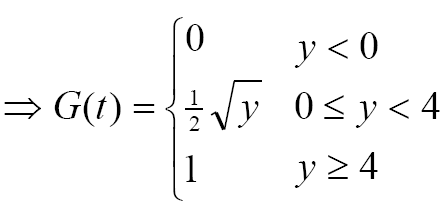 0 y < 0
⇒ G(t) = { ½√y 0 ≤ y < 4
1 y ≥ 4